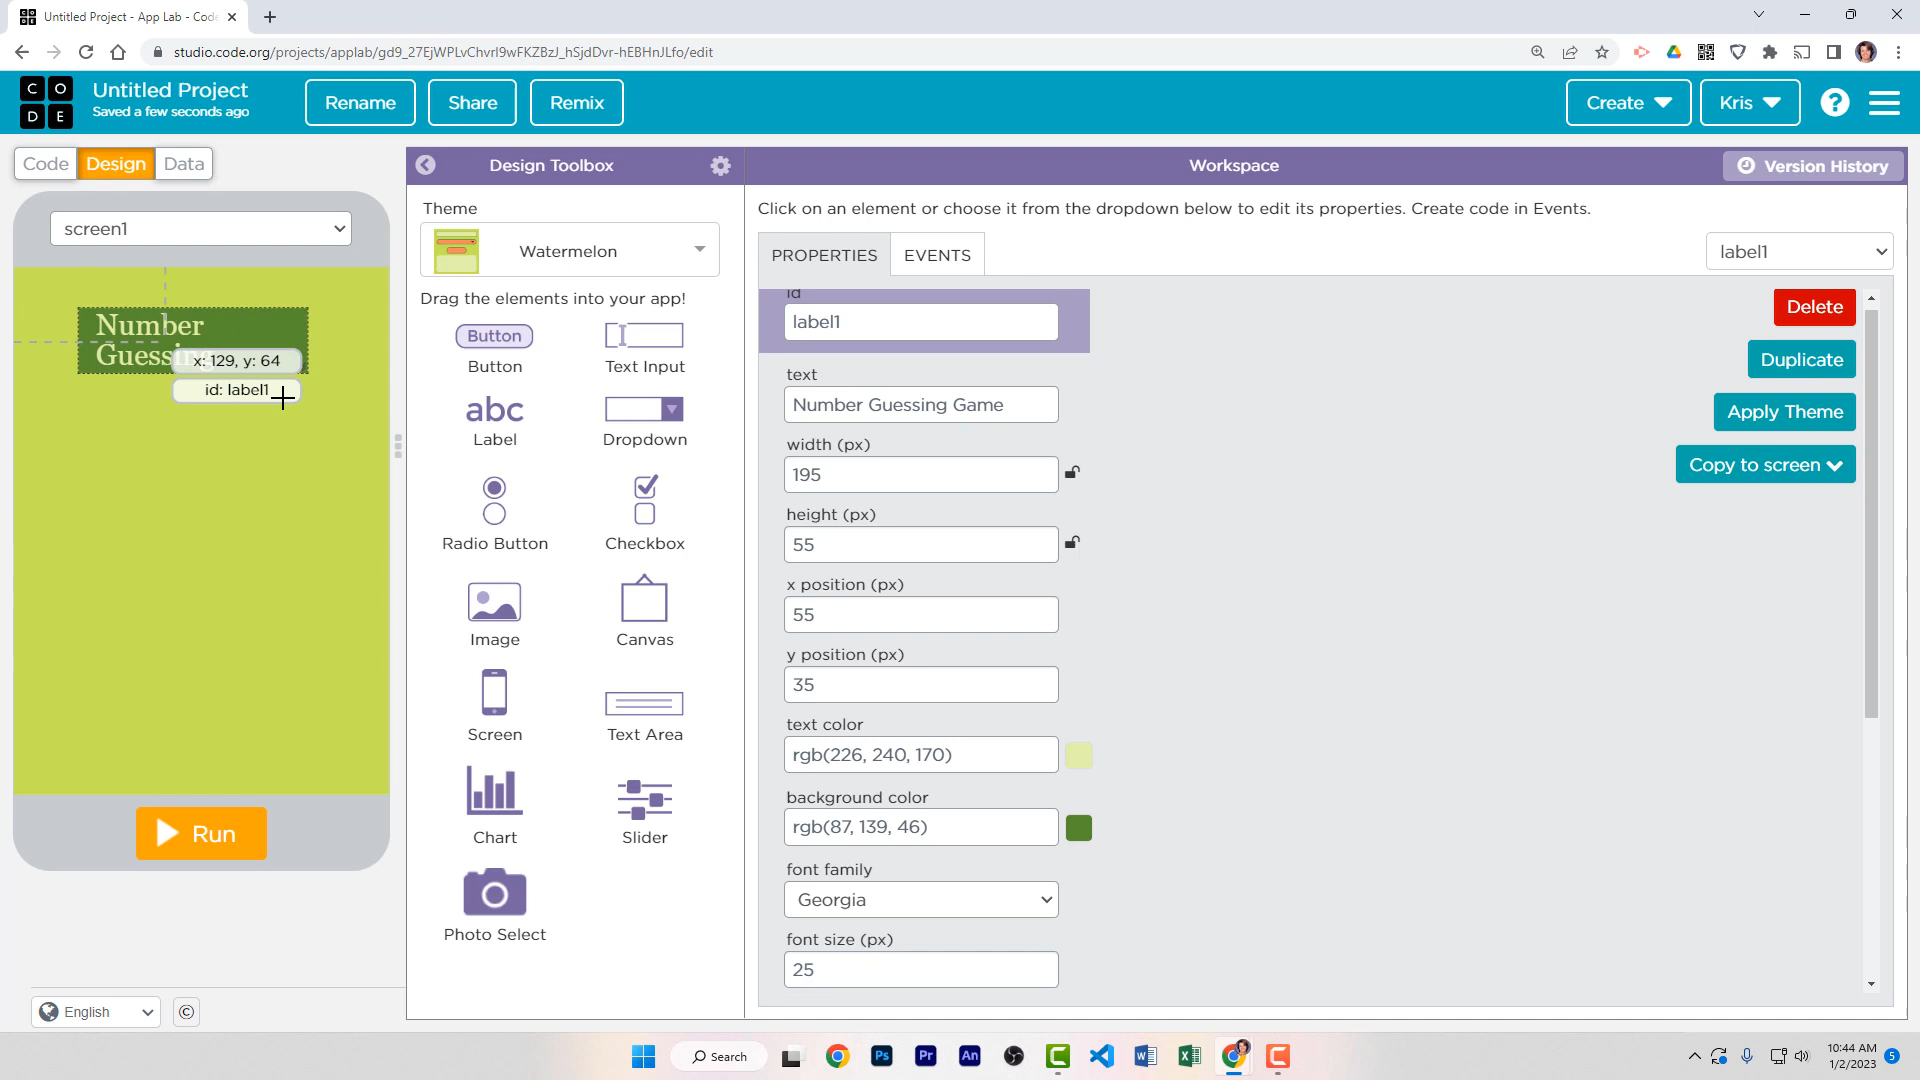 Untitled Project - App Lab - Code
studio.code.org/projects/applab/gd9_27EjWPLvChvrI9wFKZBzJ_hSjdDvr-hEBHnJLfo/edit
C O
D E
Untitled Project
Saved a few seconds ago
Rename
Share
Remix
Create
Kris
?
Code
Design
Data
Design Toolbox
Workspace
Version History
screen1
Number
Guessing
x: 129, y: 64
id: label1
Run
English
©
Theme
Watermelon
Drag the elements into your app!
Button
Button
Text Input
abc
Label
Dropdown
Radio Button
Checkbox
Image
Canvas
Screen
Text Area
Chart
Slider
Photo Select
Click on an element or choose it from the dropdown below to edit its properties. Create code in Events.
PROPERTIES
EVENTS
label1
id
label1
text
Number Guessing Game
width (px)
195
height (px)
55
x position (px)
55
y position (px)
35
text color
rgb(226, 240, 170)
background color
rgb(87, 139, 46)
font family
Georgia
font size (px)
25
Delete
Duplicate
Apply Theme
Copy to screen
Search
Ps
Pr
An
10:44 AM
1/2/2023
5